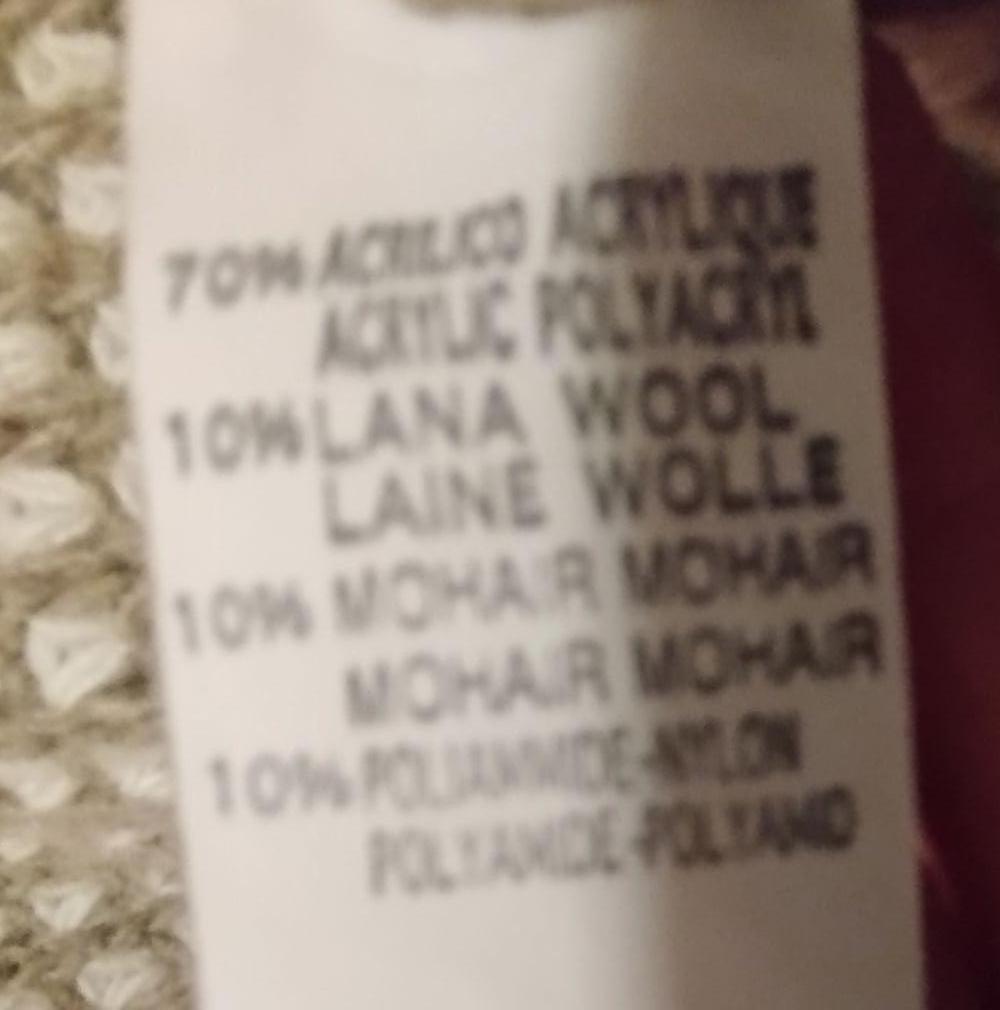 70% ACRILICO ACRYLIQUE
ACRYLIC POLYACRYL
10% LANA WOOL
LAINE WOLLE
10% MOHAIR MOHAIR
MOHAIR MOHAIR
10% POLIAMMIDE-NYLON
POLYAMIDE-POLYAMID